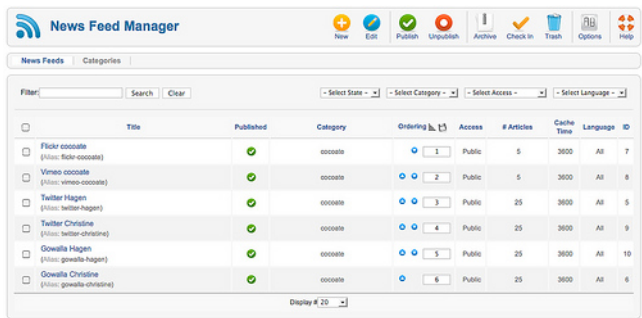 News Feed Manager
New Edit Publish Unpublish Archive Check In Trash Options Help
News Feeds Categories
Filter: Search Clear - Select State - - Select Category - - Select Access - - Select Language -
Title Published Category Ordering Access # Articles Cache Time Language ID
Flickr cocoate cocoate 1 Public 5 3600 All 7
(Alias: flickr-cocoate)
Vimeo cocoate cocoate 2 Public 5 3600 All 8
(Alias: vimeo-cocoate)
Twitter Hagen cocoate 3 Public 25 3600 All 5
(Alias: twitter-hagen)
Twitter Christine cocoate 4 Public 25 3600 All 9
(Alias: twitter-christine)
Gowalla Hagen cocoate 5 Public 25 3600 All 10
(Alias: gowalla-hagen)
Gowalla Christine cocoate 6 Public 25 3600 All 6
(Alias: gowalla-christine)
Display # 20